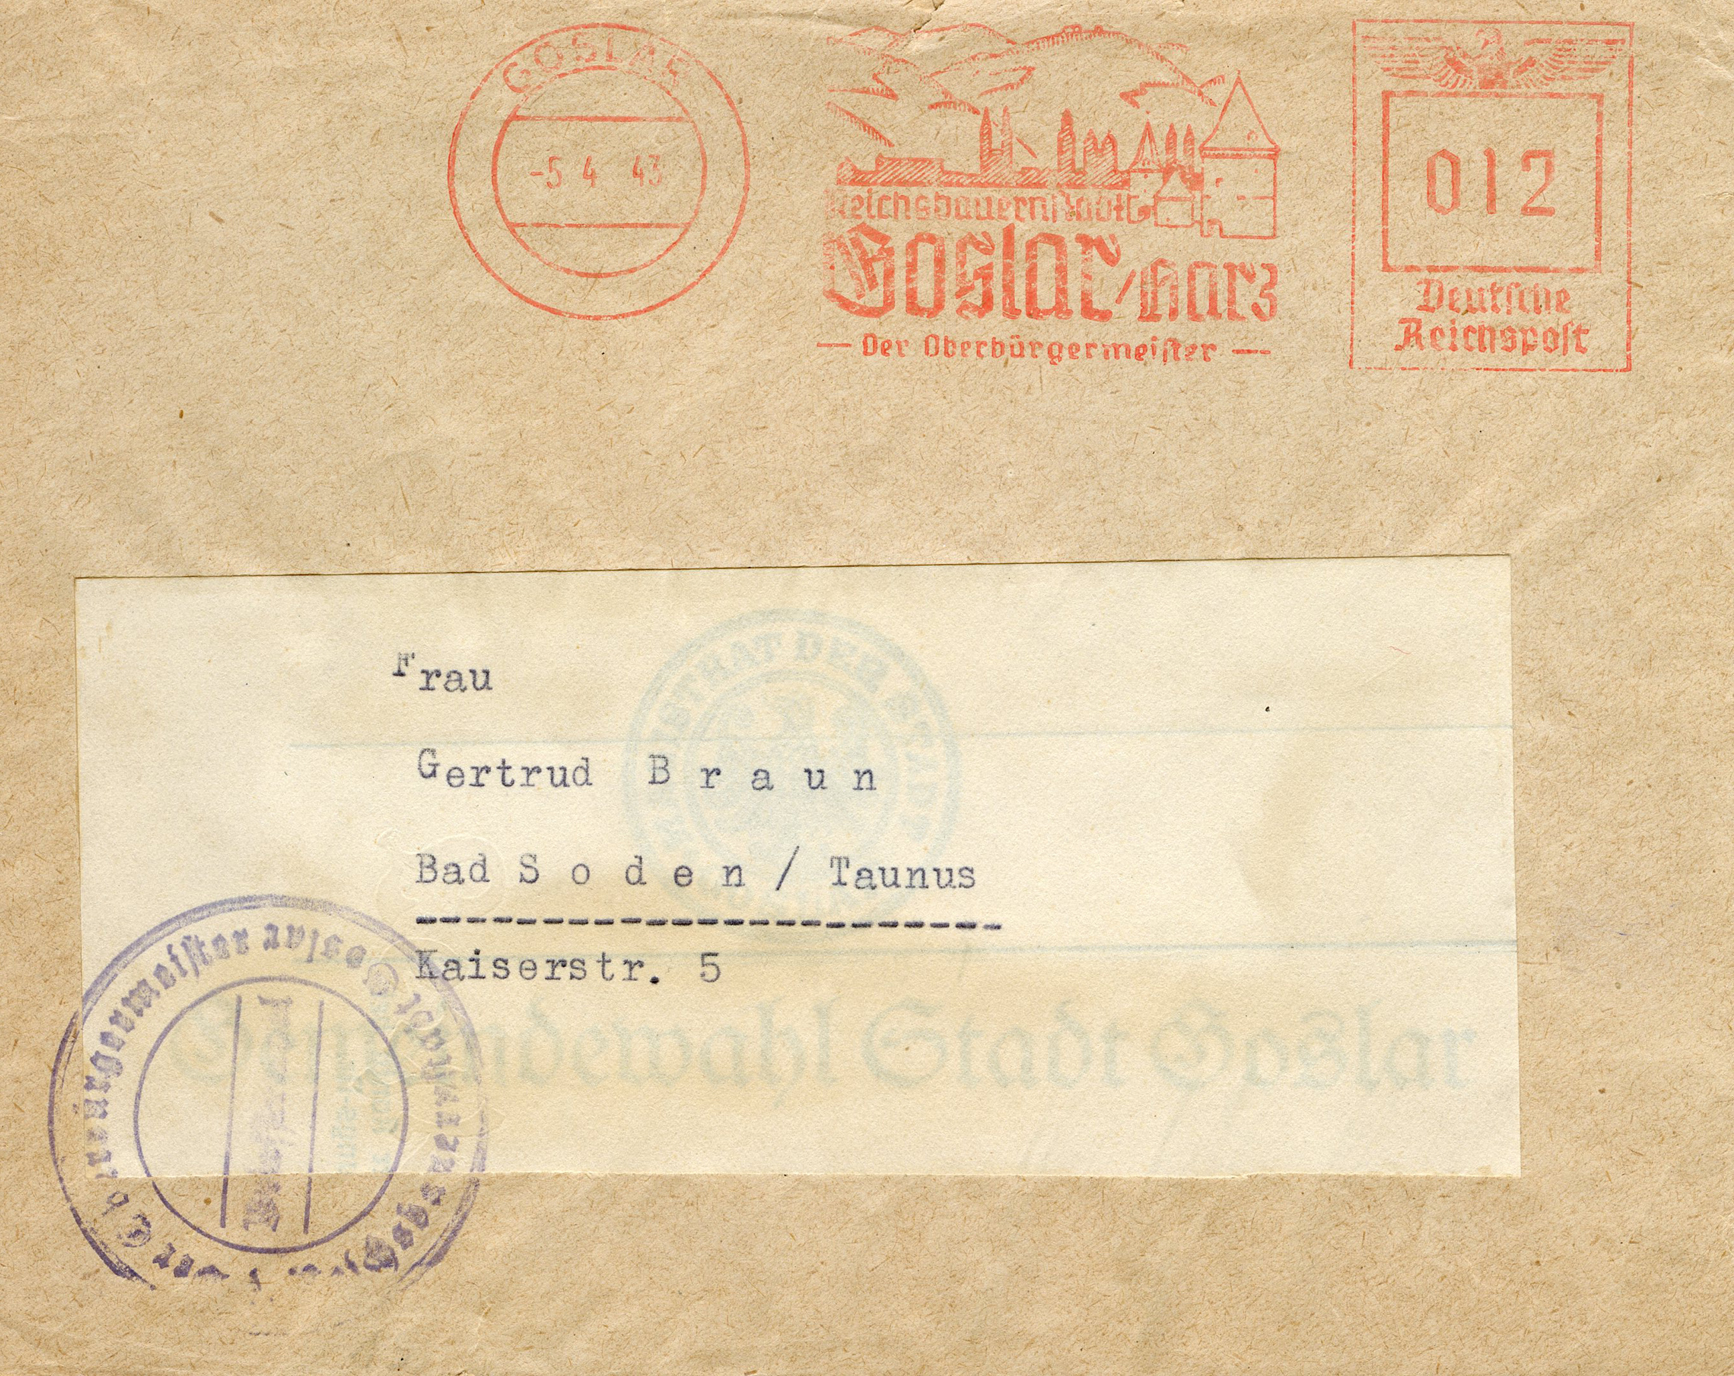 GOSLAR
-5 4 43
Reichsbauernstadt
Goslar/Harz
— Der Oberbürgermeister —
012
Deutsche
Reichspost
Frau
Gertrud B r a u n
Bad S o d e n / Taunus
Kaiserstr. 5
MAGISTRAT DER
Gemeindewahl Stadt Goslar
Der Oberbürgermeister Goslar